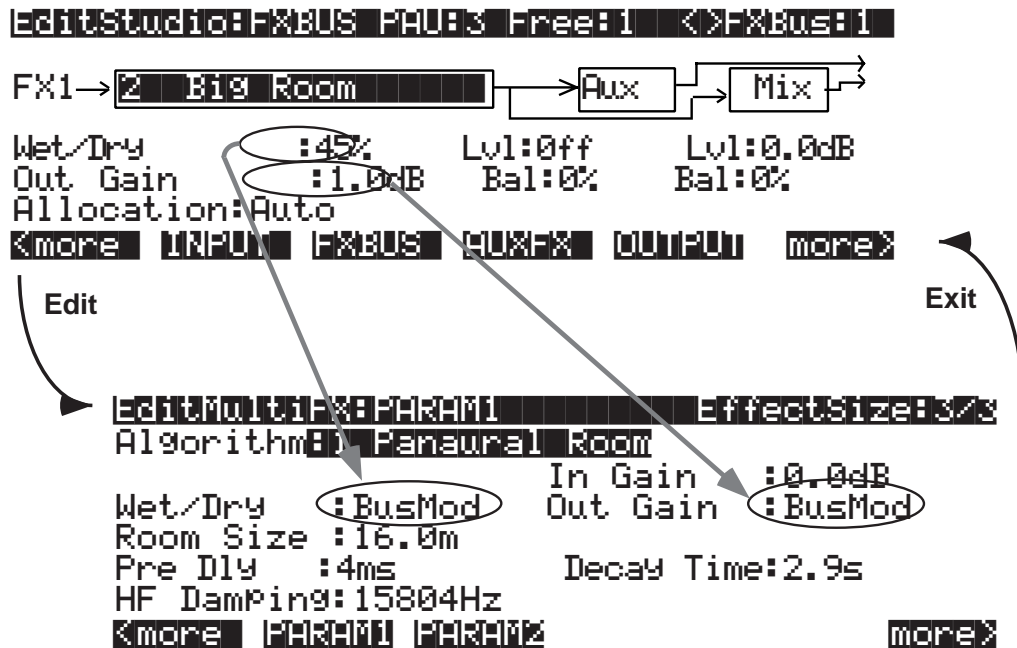 EditStudio:FXBUS PAU:3 Free:1 <>FXBus:1
FX1 2 Big Room Aux Mix
Wet/Dry :45% Lvl:Off Lvl:0.0dB
Out Gain :1.0dB Bal:0% Bal:0%
Allocation:Auto
<more INPUT FXBUS AUXFX OUTPUT more>
Edit Exit
EditMultiFX:PARAM1 EffectSize:3/3
Algorithm:1 Panaural Room
In Gain :0.0dB
Wet/Dry :BusMod Out Gain :BusMod
Room Size :16.0m
Pre Dly :4ms Decay Time:2.9s
HF Damping:15804Hz
<more PARAM1 PARAM2 more>